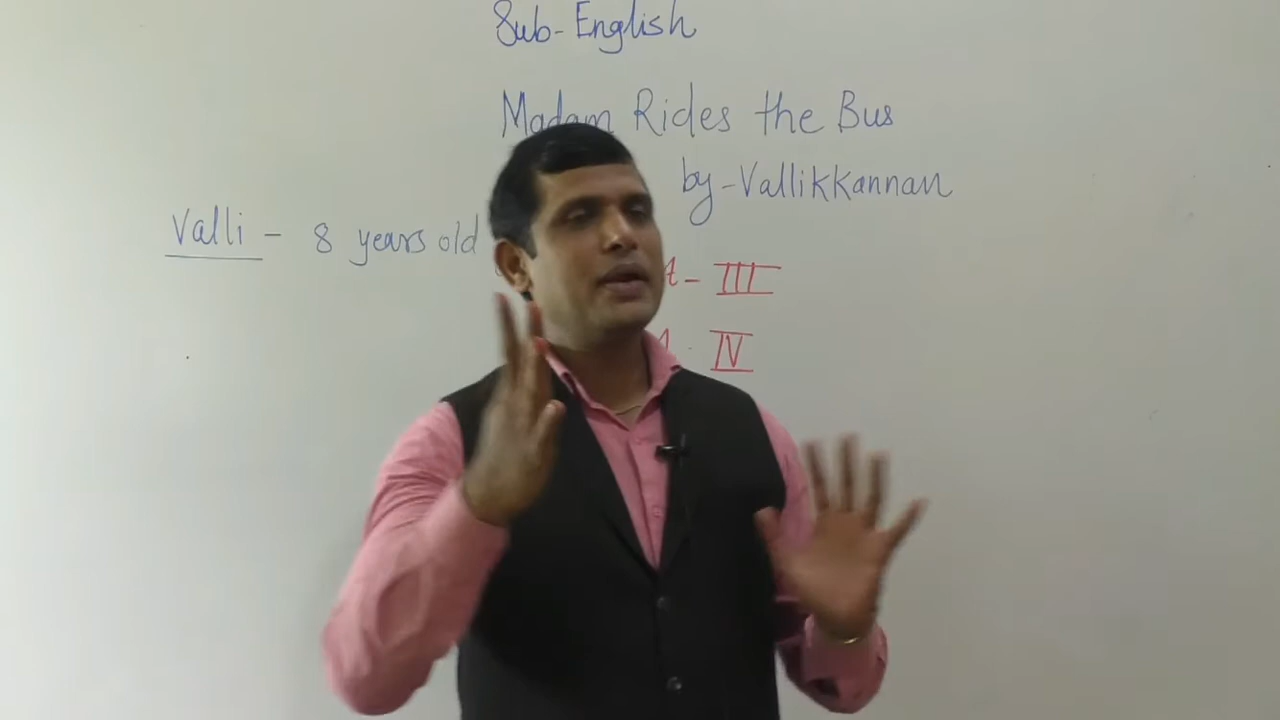 Sub-English
Madam Rides the Bus
by-Vallikkannan
Valli - 8 years old
- III
- IV